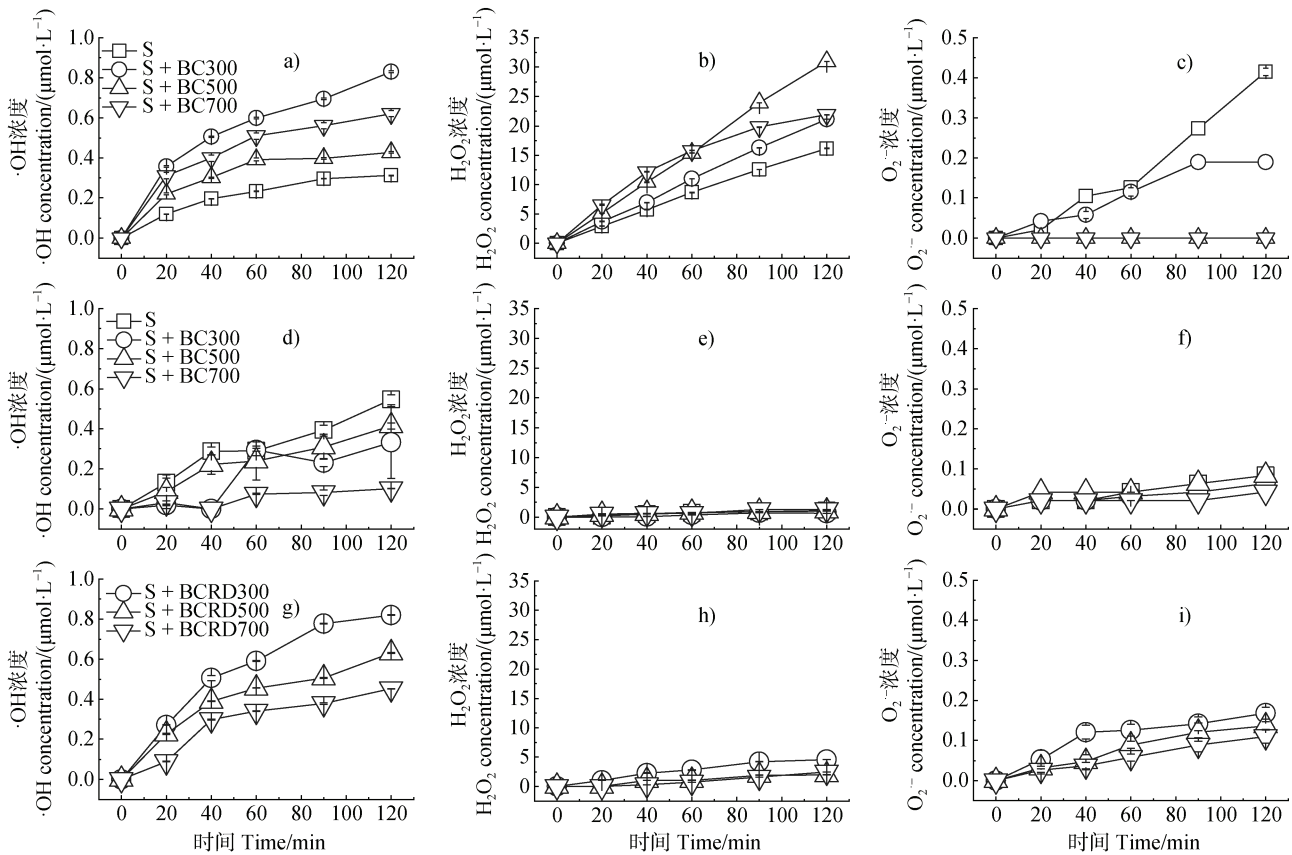 ·OH浓度
·OH concentration/(μmol·L⁻¹)
1.0
0.8
0.6
0.4
0.2
0.0
S
S + BC300
S + BC500
S + BC700
a)
0 20 40 60 80 100 120
H₂O₂浓度
H₂O₂ concentration/(μmol·L⁻¹)
35
30
25
20
15
10
5
0
b)
0 20 40 60 80 100 120
O₂·⁻浓度
O₂·⁻ concentration/(μmol·L⁻¹)
0.5
0.4
0.3
0.2
0.1
0.0
c)
0 20 40 60 80 100 120
·OH浓度
·OH concentration/(μmol·L⁻¹)
1.0
0.8
0.6
0.4
0.2
0.0
S
S + BC300
S + BC500
S + BC700
d)
0 20 40 60 80 100 120
H₂O₂浓度
H₂O₂ concentration/(μmol·L⁻¹)
35
30
25
20
15
10
5
0
e)
0 20 40 60 80 100 120
O₂·⁻浓度
O₂·⁻ concentration/(μmol·L⁻¹)
0.5
0.4
0.3
0.2
0.1
0.0
f)
0 20 40 60 80 100 120
·OH浓度
·OH concentration/(μmol·L⁻¹)
1.0
0.8
0.6
0.4
0.2
0.0
S + BCRD300
S + BCRD500
S + BCRD700
g)
0 20 40 60 80 100 120
时间 Time/min
H₂O₂浓度
H₂O₂ concentration/(μmol·L⁻¹)
35
30
25
20
15
10
5
0
h)
0 20 40 60 80 100 120
时间 Time/min
O₂·⁻浓度
O₂·⁻ concentration/(μmol·L⁻¹)
0.5
0.4
0.3
0.2
0.1
0.0
i)
0 20 40 60 80 100 120
时间 Time/min